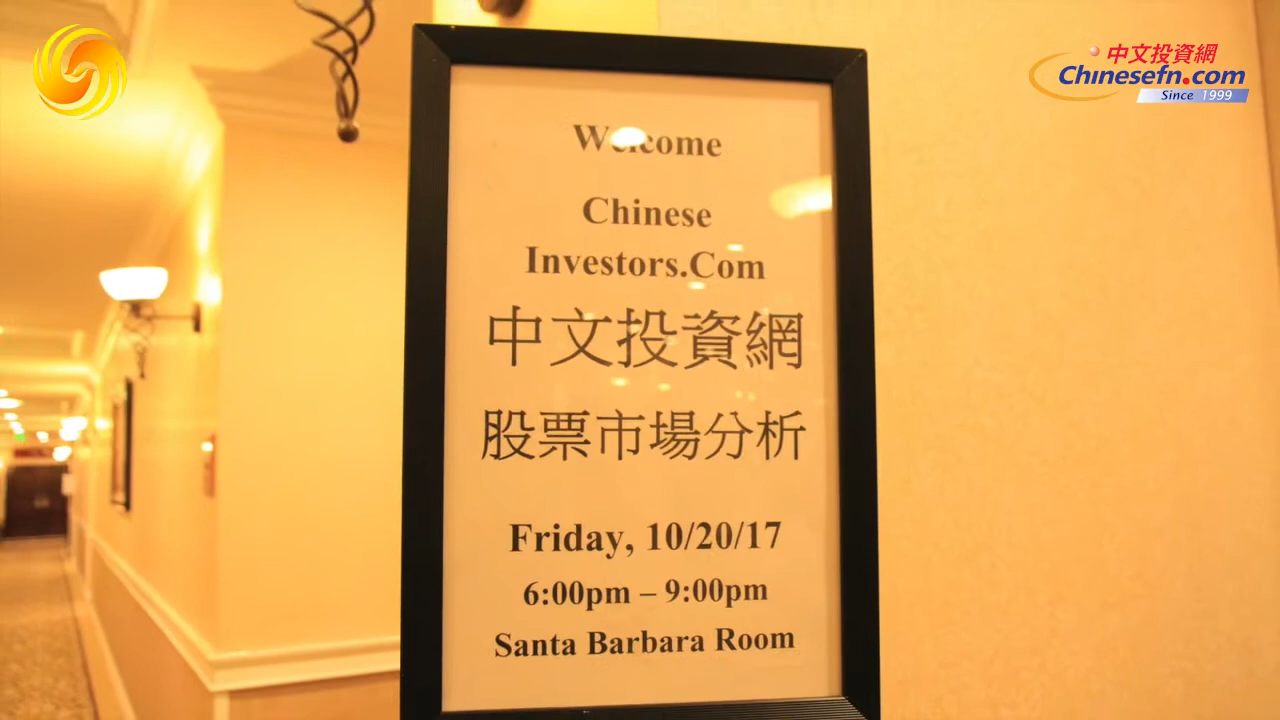 中文投資網
Chinesefn.com
Since 1999
Welcome
Chinese
Investors.Com
中文投資網
股票市場分析
Friday, 10/20/17
6:00pm – 9:00pm
Santa Barbara Room